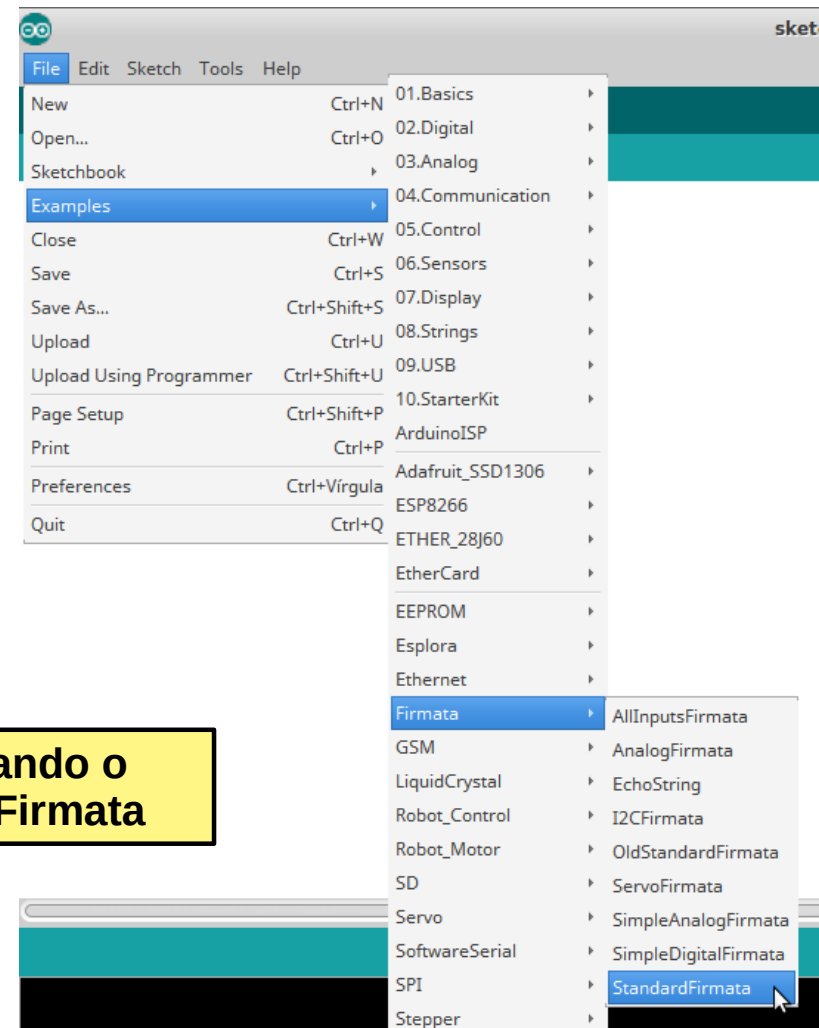 sket
File Edit Sketch Tools Help
New Ctrl+N
Open... Ctrl+O
Sketchbook
Examples
Close Ctrl+W
Save Ctrl+S
Save As... Ctrl+Shift+S
Upload Ctrl+U
Upload Using Programmer Ctrl+Shift+U
Page Setup Ctrl+Shift+P
Print Ctrl+P
Preferences Ctrl+Vírgula
Quit Ctrl+Q
01.Basics
02.Digital
03.Analog
04.Communication
05.Control
06.Sensors
07.Display
08.Strings
09.USB
10.StarterKit
ArduinoISP
Adafruit_SSD1306
ESP8266
ETHER_28J60
EtherCard
EEPROM
Esplora
Ethernet
Firmata
GSM
LiquidCrystal
Robot_Control
Robot_Motor
SD
Servo
SoftwareSerial
SPI
Stepper
AllInputsFirmata
AnalogFirmata
EchoString
I2CFirmata
OldStandardFirmata
ServoFirmata
SimpleAnalogFirmata
SimpleDigitalFirmata
StandardFirmata
ando o
Firmata